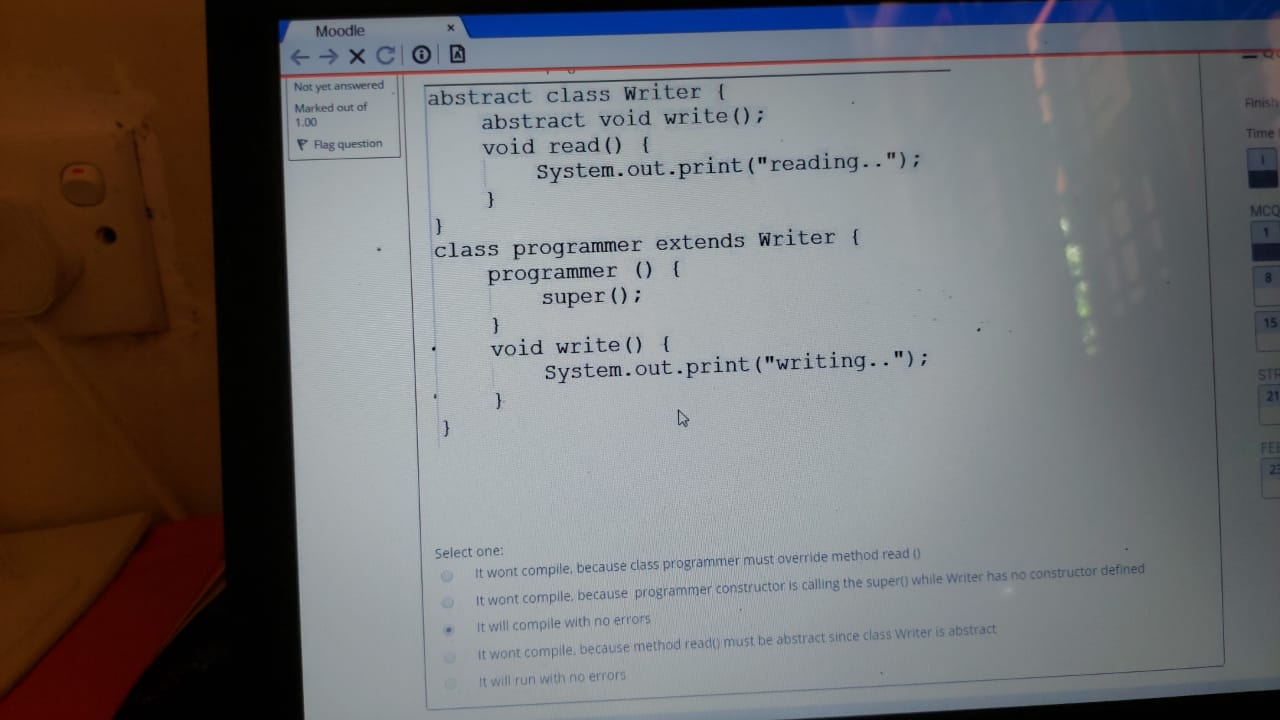 Moodle
Not yet answered
Marked out of
1.00
Flag question
abstract class Writer {
abstract void write();
void read() {
System.out.print("reading..");
}
}
class programmer extends Writer {
programmer () {
super();
}
void write() {
System.out.print("writing..");
}
}
Select one:
It wont compile, because class programmer must override method read ()
It wont compile, because programmer constructor is calling the super() while Writer has no constructor defined
It will compile with no errors
It wont compile, because method read() must be abstract since class Writer is abstract
It will run with no errors
Finish
Time
i
MCQ
1
8
15
21